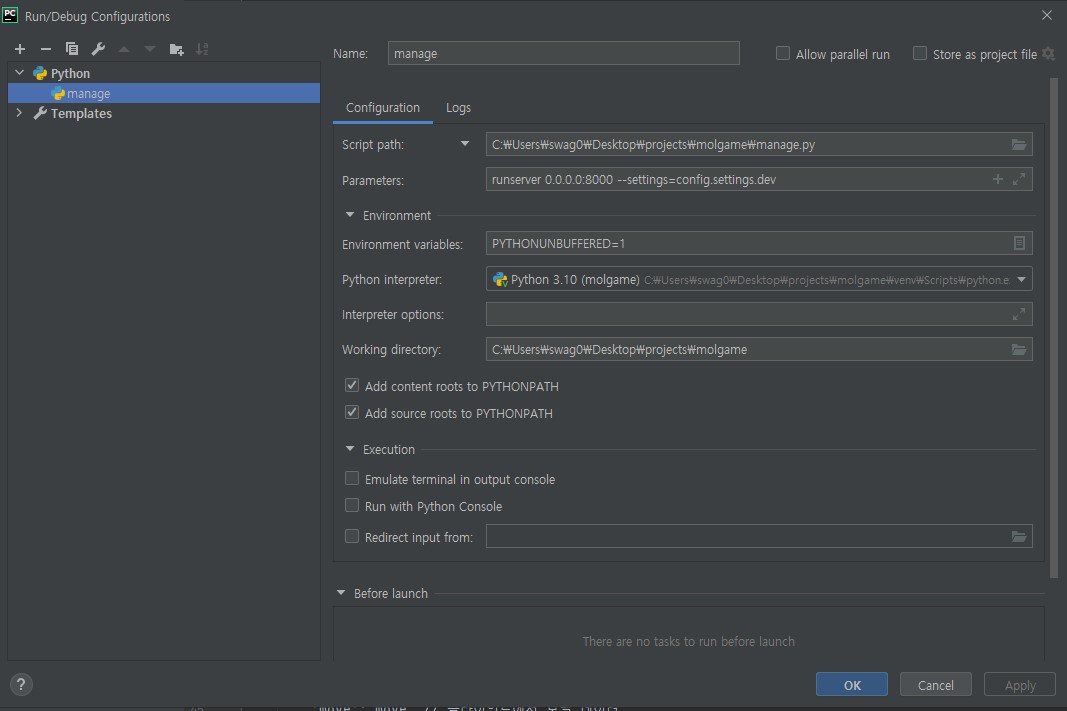 PC Run/Debug Configurations
Name: manage Allow parallel run Store as project file
Python
manage
Templates
Configuration Logs
Script path: C:₩Users₩swag0₩Desktop₩projects₩molgame₩manage.py
Parameters: runserver 0.0.0.0:8000 --settings=config.settings.dev
Environment
Environment variables: PYTHONUNBUFFERED=1
Python interpreter: Python 3.10 (molgame) C:₩Users₩swag0₩Desktop₩projects₩molgame₩venv₩Scripts₩python.e
Interpreter options:
Working directory: C:₩Users₩swag0₩Desktop₩projects₩molgame
Add content roots to PYTHONPATH
Add source roots to PYTHONPATH
Execution
Emulate terminal in output console
Run with Python Console
Redirect input from:
Before launch
There are no tasks to run before launch
? OK Cancel Apply